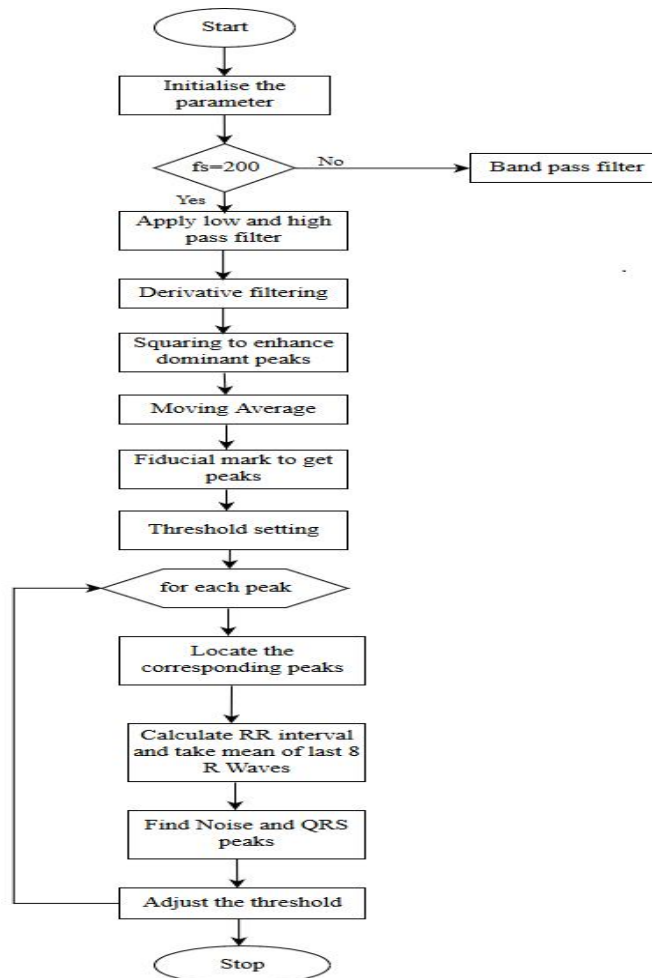 Start
Initialise the
parameter
fs=200
No
Band pass filter
Yes
Apply low and high
pass filter
Derivative filtering
Squaring to enhance
dominant peaks
Moving Average
Fiducial mark to get
peaks
Threshold setting
for each peak
Locate the
corresponding peaks
Calculate RR interval
and take mean of last 8
R Waves
Find Noise and QRS
peaks
Adjust the threshold
Stop